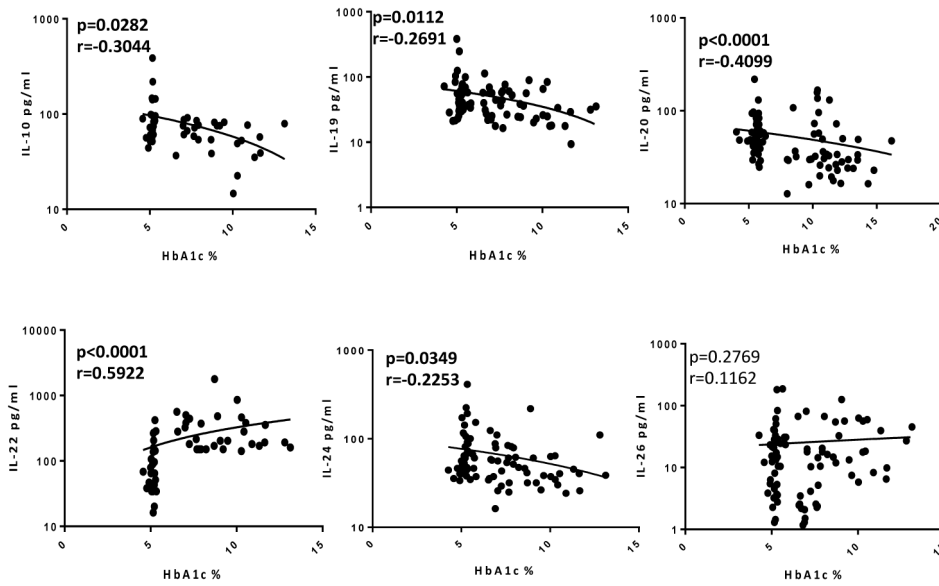 p=0.0282
r=-0.3044
1000
100
10
IL-10 pg/ml
0
5
10
15
HbA1c %
p=0.0112
r=-0.2691
1000
100
10
1
IL-19 pg/ml
0
5
10
15
HbA1c %
p<0.0001
r=-0.4099
1000
100
10
IL-20 pg/ml
0
5
10
15
20
HbA1c %
p<0.0001
r=0.5922
10000
1000
100
10
IL-22 pg/ml
0
5
10
15
HbA1c %
p=0.0349
r=-0.2253
1000
100
10
IL-24 pg/ml
0
5
10
15
HbA1c %
p=0.2769
r=0.1162
1000
100
10
1
IL-26 pg/ml
0
5
10
15
HbA1c %